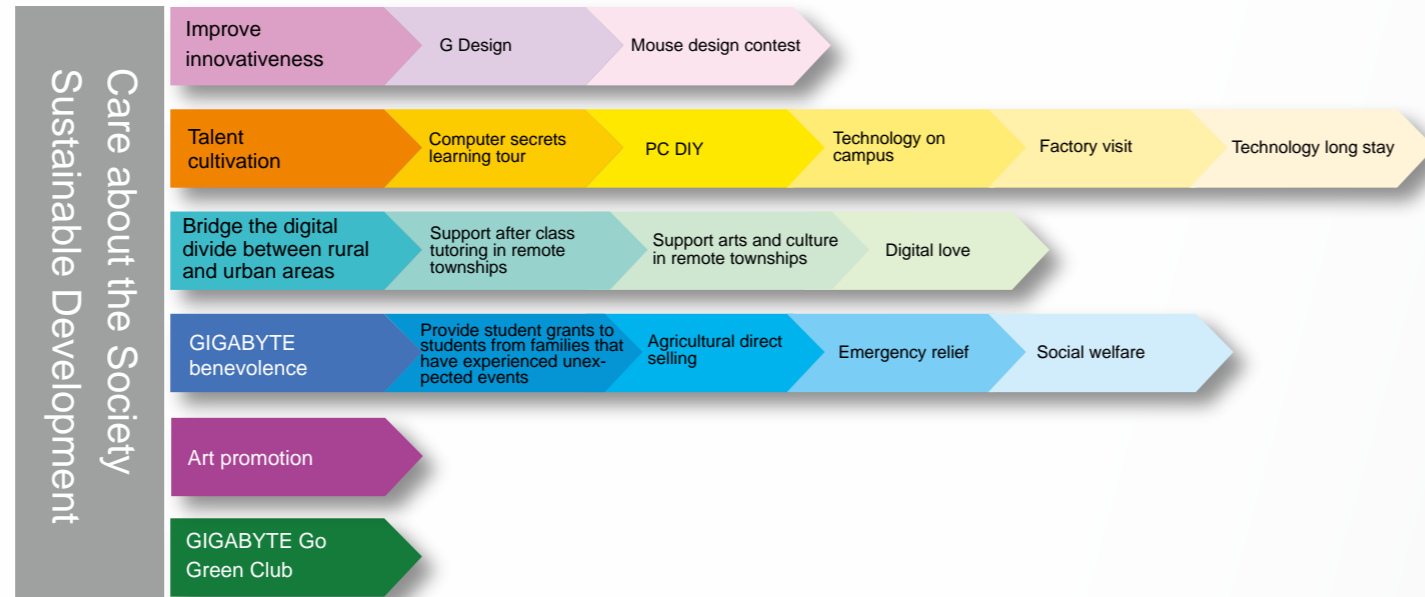 Care about the Society
Sustainable Development
Improve
innovativeness
G Design
Mouse design contest
Talent
cultivation
Computer secrets
learning tour
PC DIY
Technology on
campus
Factory visit
Technology long stay
Bridge the digital
divide between rural
and urban areas
Support after class
tutoring in remote
townships
Support arts and culture
in remote townships
Digital love
GIGABYTE
benevolence
Provide student grants to
students from families that
have experienced unex-
pected events
Agricultural direct
selling
Emergency relief
Social welfare
Art promotion
GIGABYTE Go
Green Club